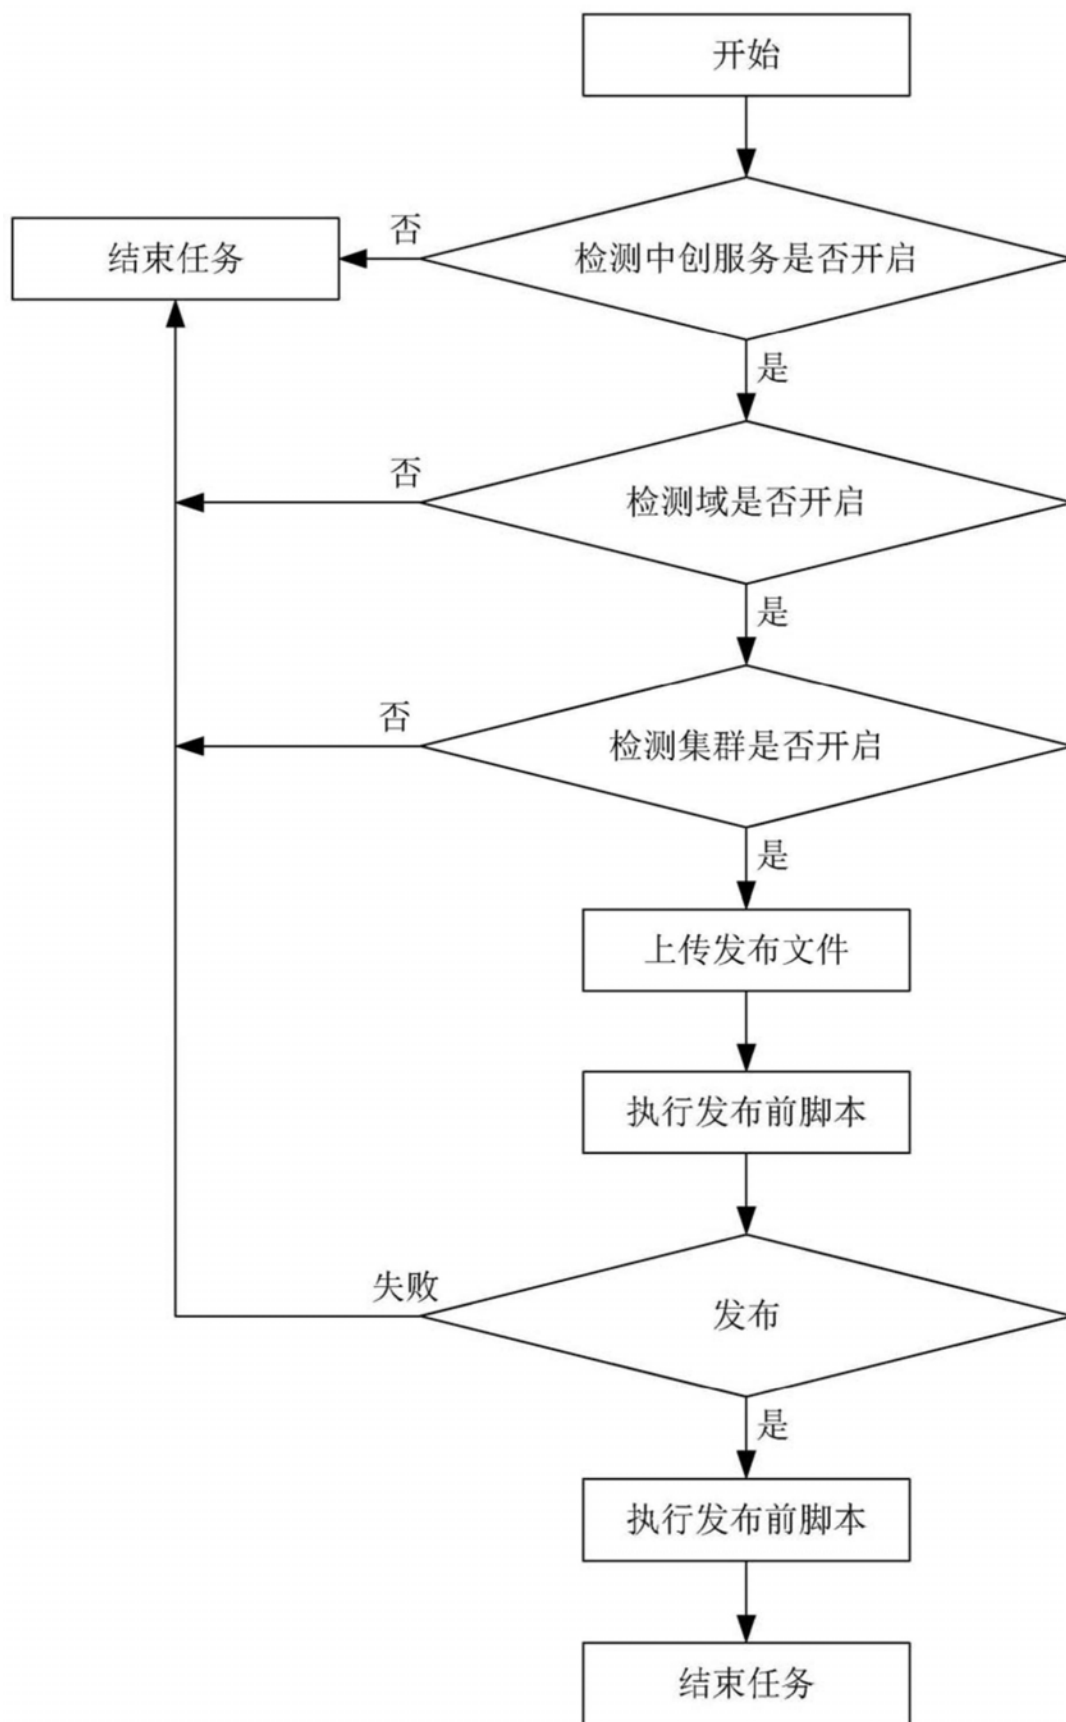 开始
否
结束任务
检测中创服务是否开启
是
否
检测域是否开启
是
否
检测集群是否开启
是
上传发布文件
执行发布前脚本
失败
发布
是
执行发布前脚本
结束任务